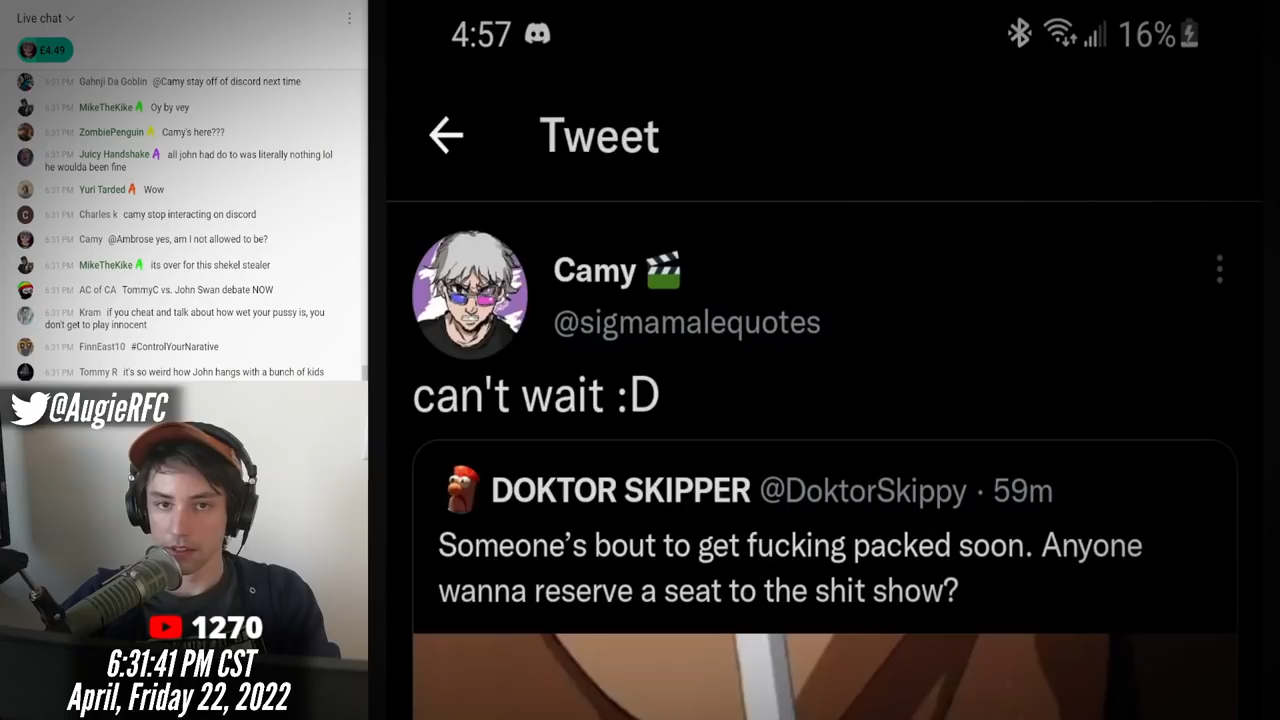 Live chat
£4.49
6:31 PM Gahnji Da Goblin @Camy stay off of discord next time
6:31 PM MikeTheKike Oy by vey
6:31 PM ZombiePenguin Camy's here???
6:31 PM Juicy Handshake all john had do to was literally nothing lol
he woulda been fine
6:31 PM Yuri Tarded Wow
C 6:31 PM Charles k camy stop interacting on discord
6:31 PM Camy @Ambrose yes, am I not allowed to be?
6:31 PM MikeTheKike its over for this shekel stealer
6:31 PM AC of CA TommyC vs. John Swan debate NOW
6:31 PM Kram if you cheat and talk about how wet your pussy is, you
don't get to play innocent
6:31 PM FinnEast10 #ControlYourNarative
6:31 PM Tommy R it's so weird how John hangs with a bunch of kids
@AugieRFC
1270
6:31:41 PM CST
April, Friday 22, 2022
4:57
16%
Tweet
Camy
@sigmamalequotes
can't wait :D
DOKTOR SKIPPER @DoktorSkippy · 59m
Someone's bout to get fucking packed soon. Anyone
wanna reserve a seat to the shit show?